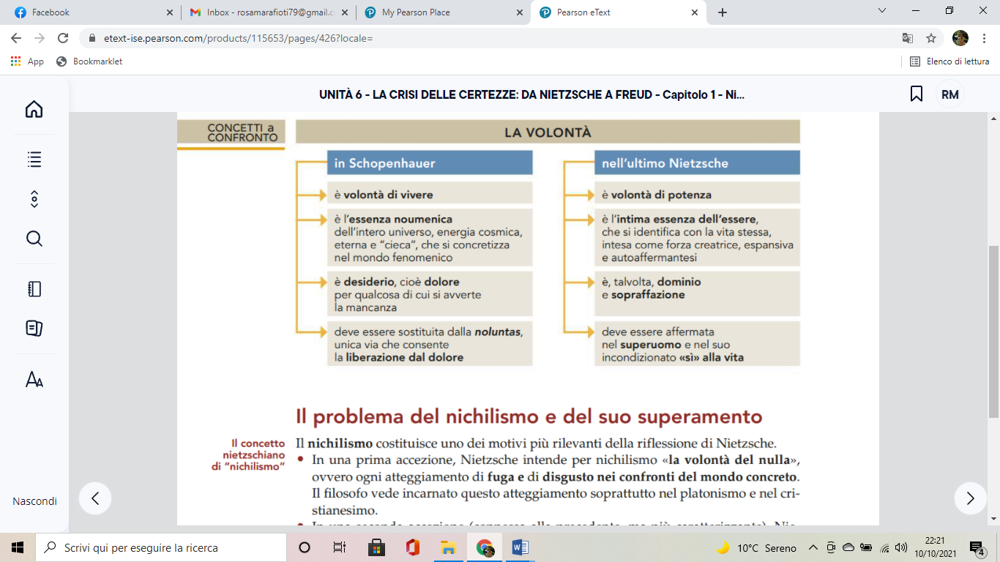 Facebook
Inbox - rosamarafioti79@gmail.c
My Pearson Place
Pearson eText
etext-ise.pearson.com/products/115653/pages/426?locale=
App
Bookmarklet
Elenco di lettura
UNITÀ 6 - LA CRISI DELLE CERTEZZE: DA NIETZSCHE A FREUD - Capitolo 1 - Ni...
RM
CONCETTI a
CONFRONTO
LA VOLONTÀ
in Schopenhauer
è volontà di vivere
è l'essenza noumenica
dell'intero universo, energia cosmica,
eterna e "cieca", che si concretizza
nel mondo fenomenico
è desiderio, cioè dolore
per qualcosa di cui si avverte
la mancanza
deve essere sostituita dalla noluntas,
unica via che consente
la liberazione dal dolore
nell'ultimo Nietzsche
è volontà di potenza
è l'intima essenza dell'essere,
che si identifica con la vita stessa,
intesa come forza creatrice, espansiva
e autoaffermantesi
è, talvolta, dominio
e sopraffazione
deve essere affermata
nel superuomo e nel suo
incondizionato «sì» alla vita
Il problema del nichilismo e del suo superamento
Il concetto
nietzschiano
di "nichilismo"
Il nichilismo costituisce uno dei motivi più rilevanti della riflessione di Nietzsche.
• In una prima accezione, Nietzsche intende per nichilismo «la volontà del nulla»,
ovvero ogni atteggiamento di fuga e di disgusto nei confronti del mondo concreto.
Il filosofo vede incarnato questo atteggiamento soprattutto nel platonismo e nel cri-
stianesimo.
Nascondi
Scrivi qui per eseguire la ricerca
10°C Sereno
22:21
10/10/2021
4